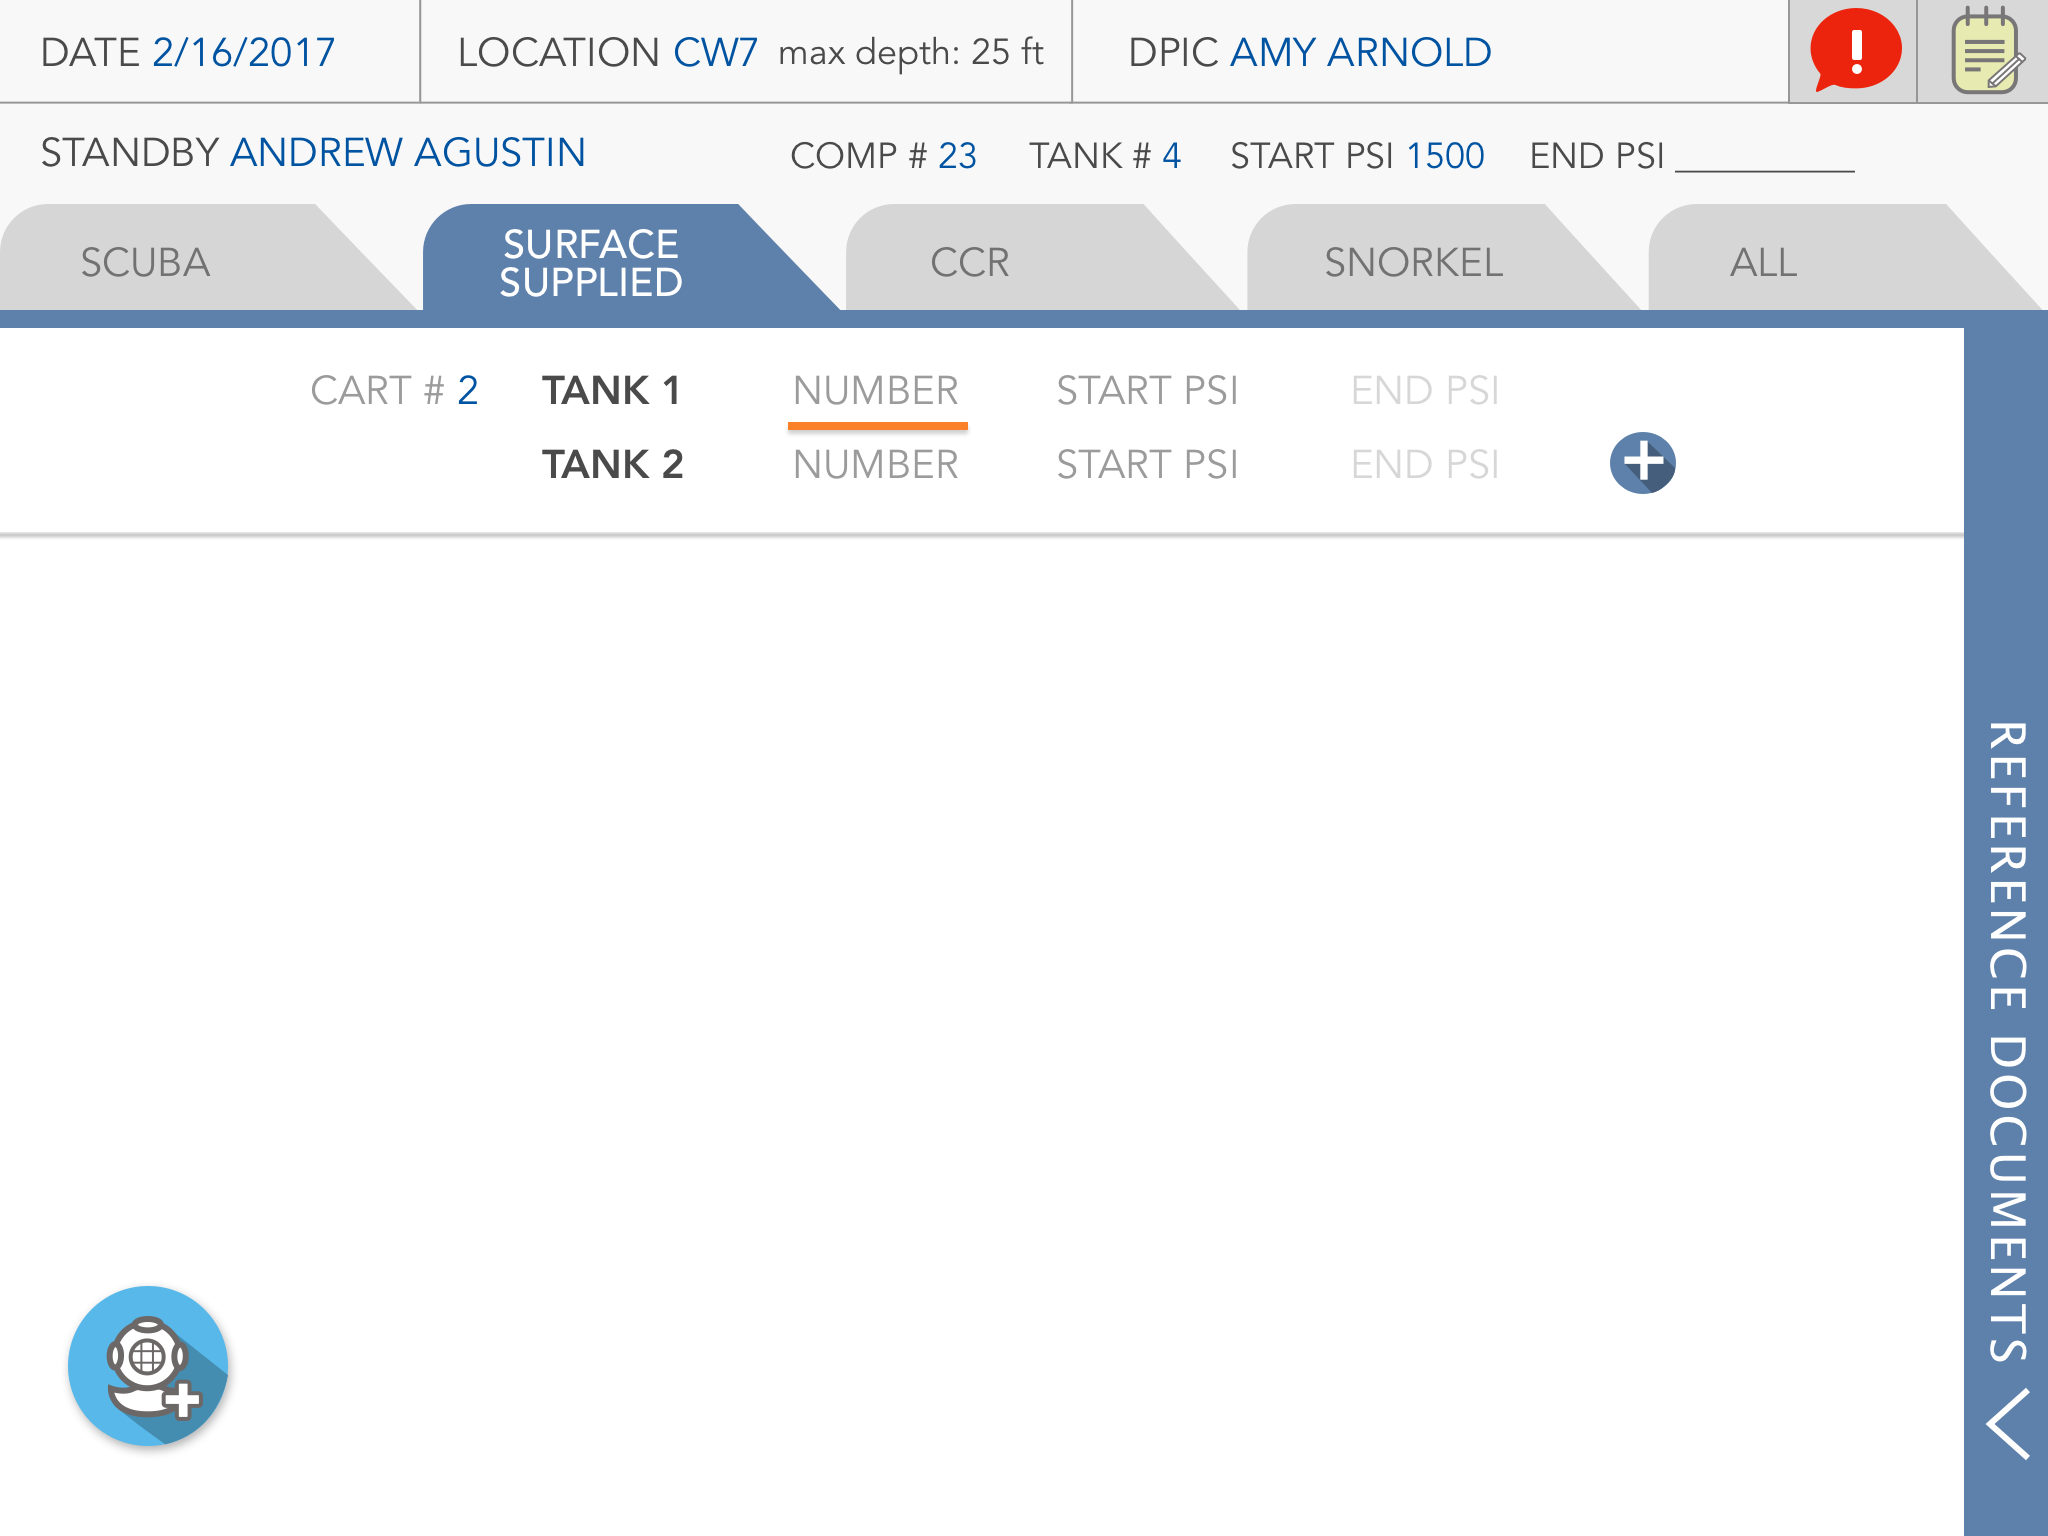 DATE 2/16/2017
LOCATION CW7 max depth: 25 ft
DPIC AMY ARNOLD
STANDBY ANDREW AGUSTIN
COMP # 23
TANK # 4
START PSI 1500
END PSI
SCUBA
SURFACE
SUPPLIED
CCR
SNORKEL
ALL
CART # 2
TANK 1
NUMBER
START PSI
END PSI
TANK 2
NUMBER
START PSI
END PSI
REFERENCE DOCUMENTS